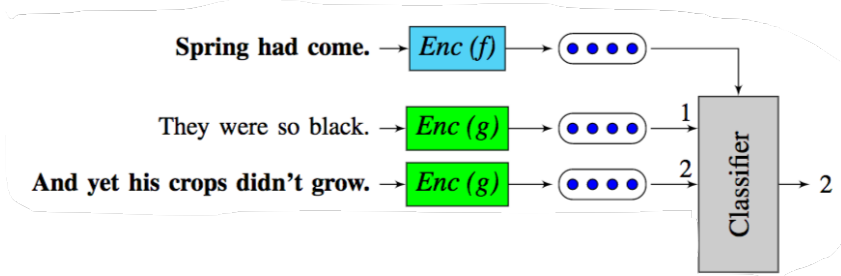 Spring had come. Enc (f)
They were so black. Enc (g) 1
And yet his crops didn't grow. Enc (g) 2
Classifier 2